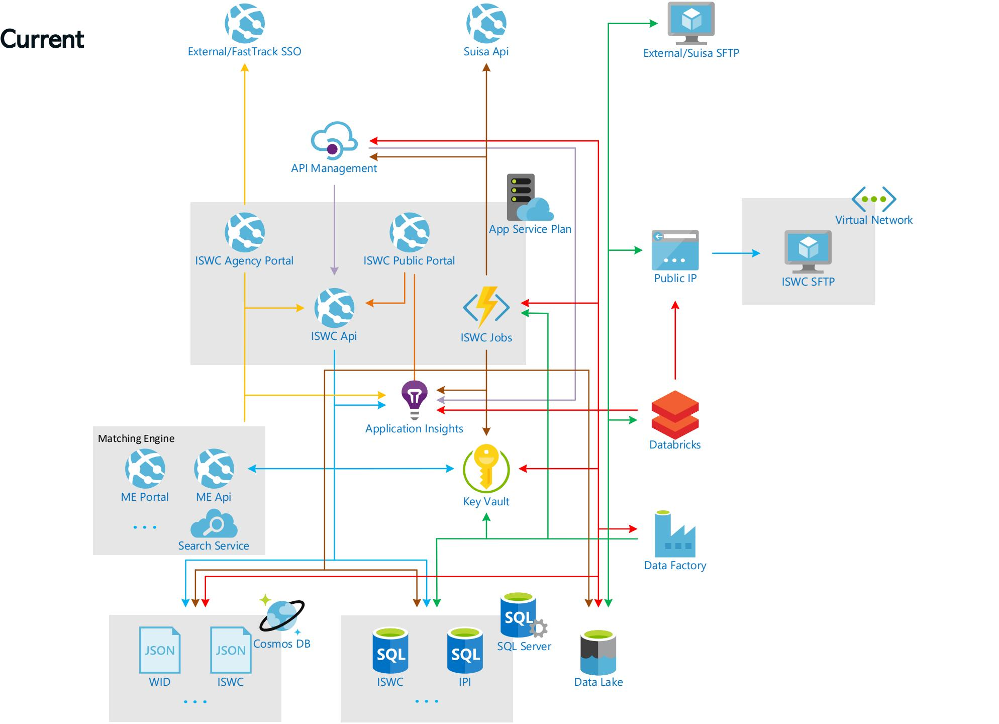 Current
External/FastTrack SSO
Suisa Api
External/Suisa SFTP
API Management
App Service Plan
Virtual Network
ISWC Agency Portal
ISWC Public Portal
Public IP
ISWC SFTP
ISWC Api
ISWC Jobs
Application Insights
Databricks
Matching Engine
ME Portal
ME Api
Key Vault
Search Service
Data Factory
SQL
SQL Server
Cosmos DB
JSON
JSON
SQL
SQL
WID
ISWC
ISWC
IPI
Data Lake